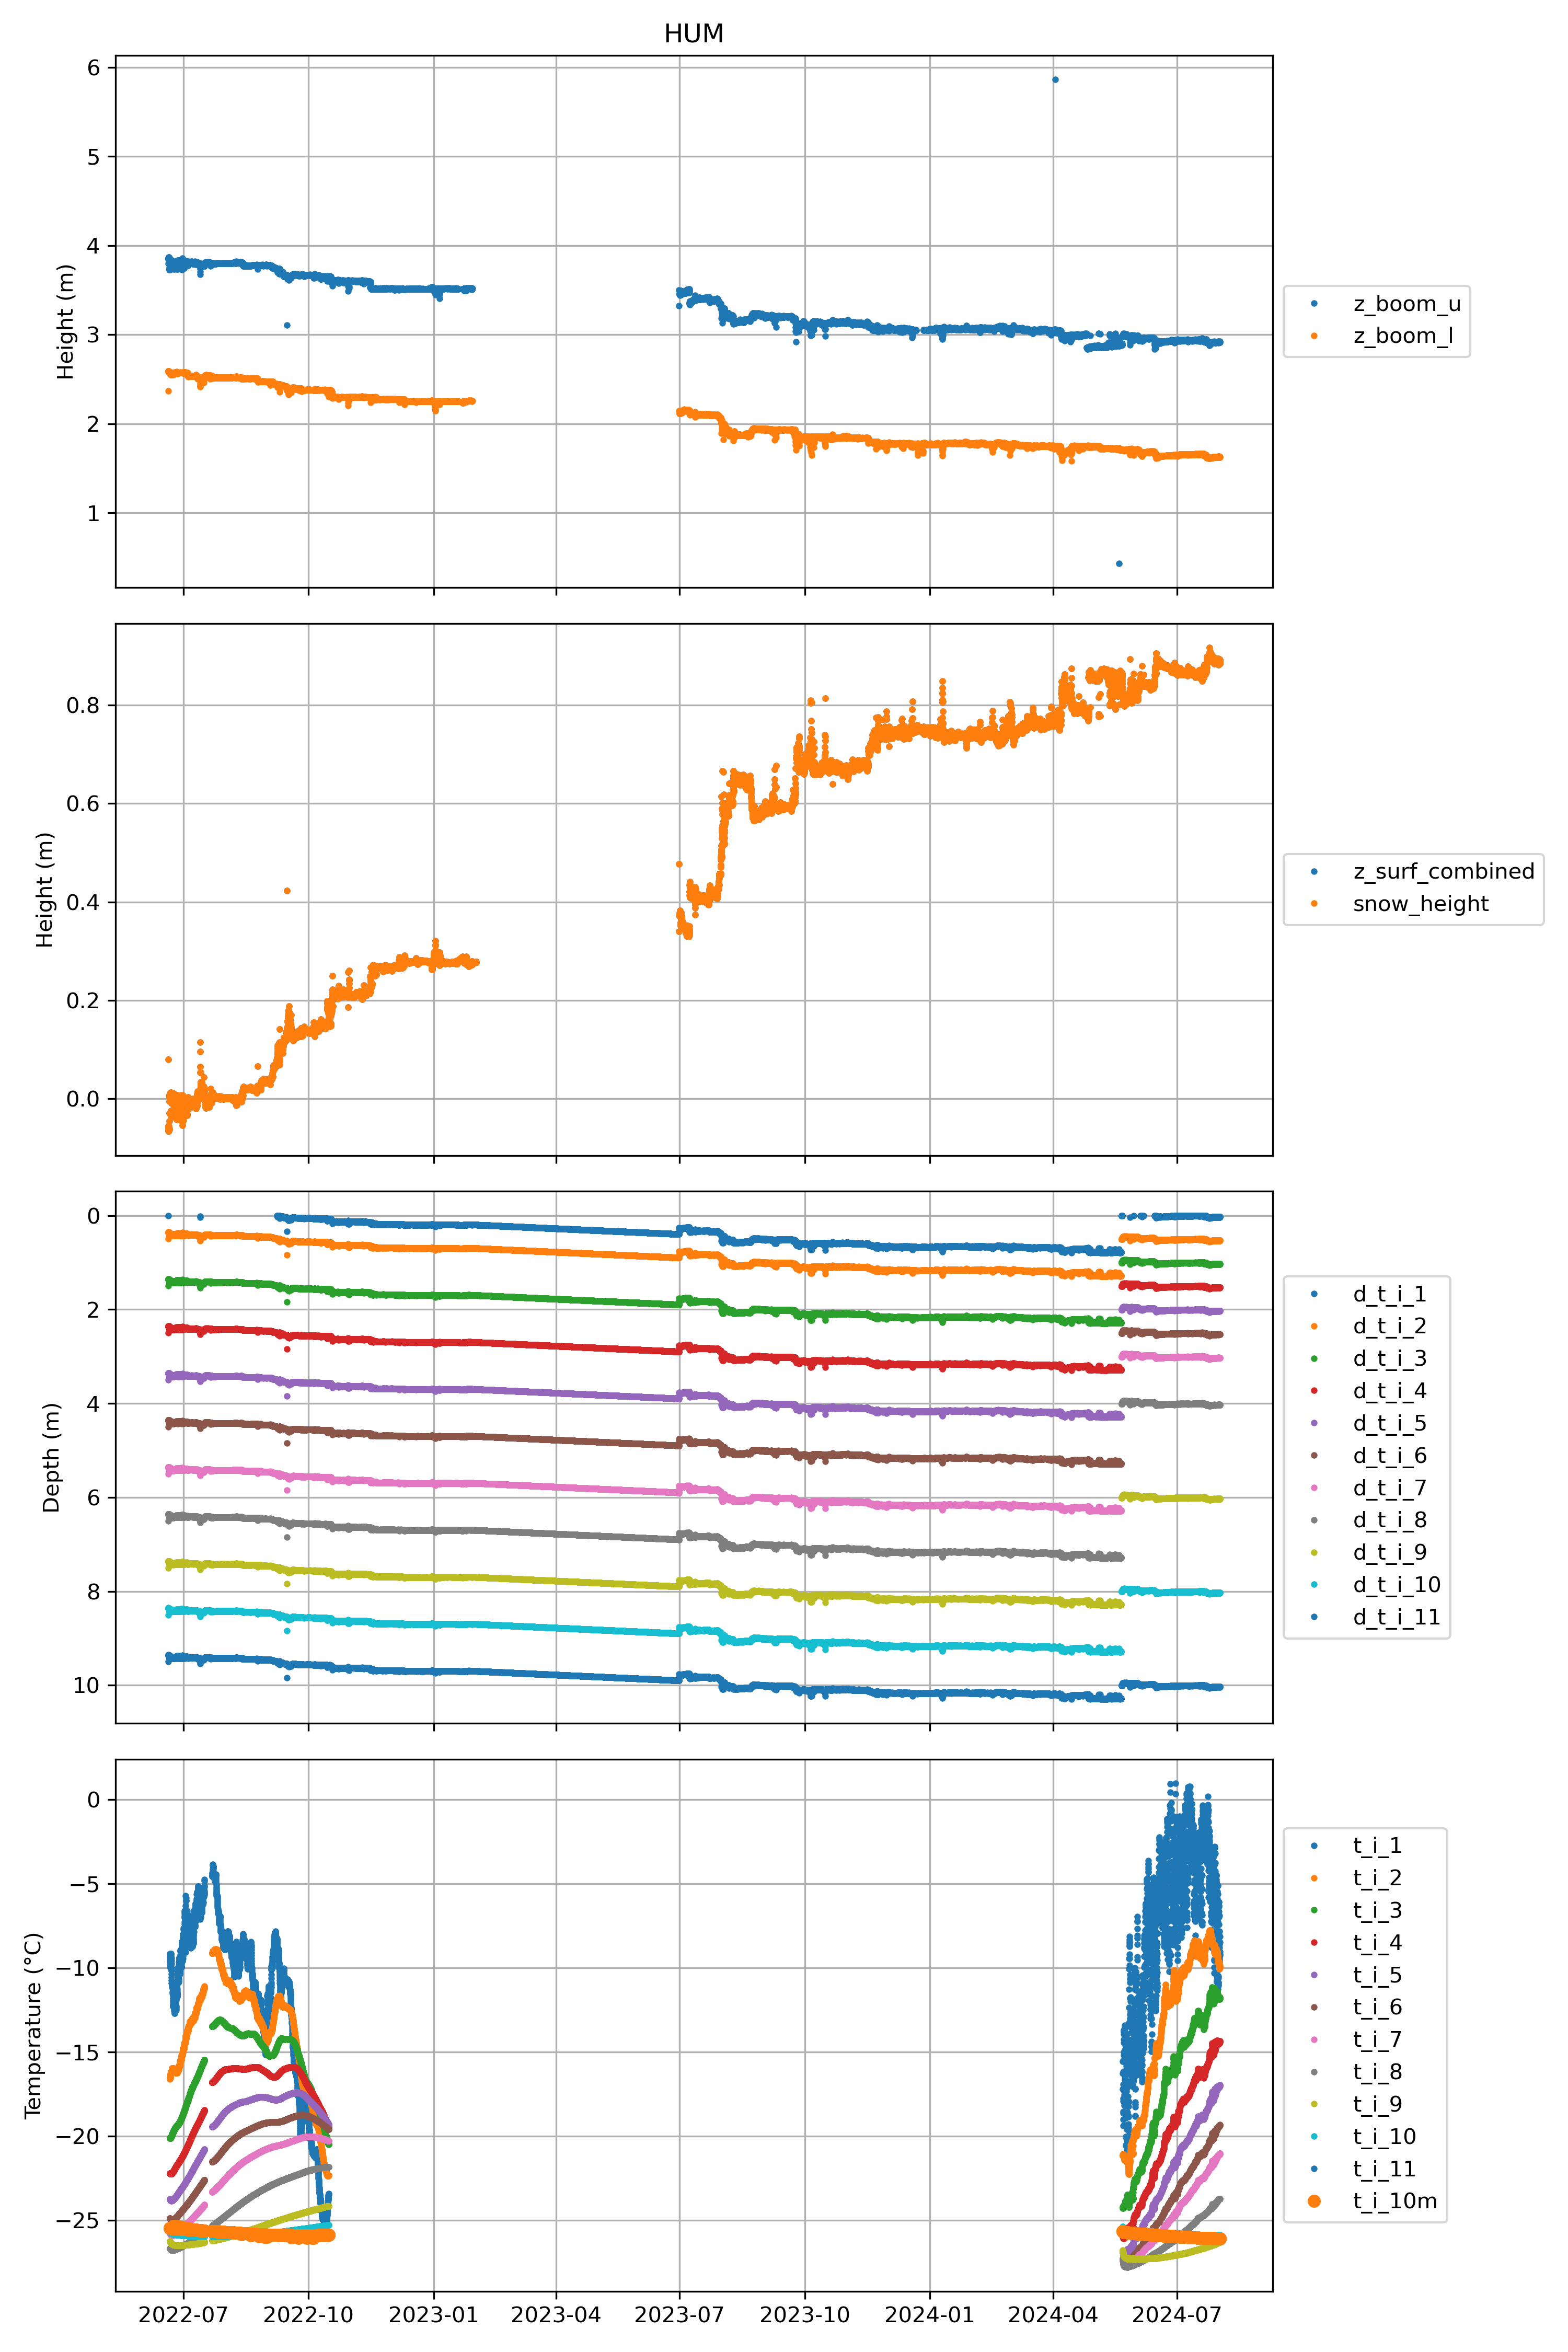 HUM
6
5
4
3
2
1
Height (m)
z_boom_u
z_boom_l
0.8
0.6
0.4
0.2
0.0
Height (m)
z_surf_combined
snow_height
0
2
4
6
8
10
Depth (m)
d_t_i_1
d_t_i_2
d_t_i_3
d_t_i_4
d_t_i_5
d_t_i_6
d_t_i_7
d_t_i_8
d_t_i_9
d_t_i_10
d_t_i_11
0
−5
−10
−15
−20
−25
Temperature (°C)
t_i_1
t_i_2
t_i_3
t_i_4
t_i_5
t_i_6
t_i_7
t_i_8
t_i_9
t_i_10
t_i_11
t_i_10m
2022-07 2022-10 2023-01 2023-04 2023-07 2023-10 2024-01 2024-04 2024-07